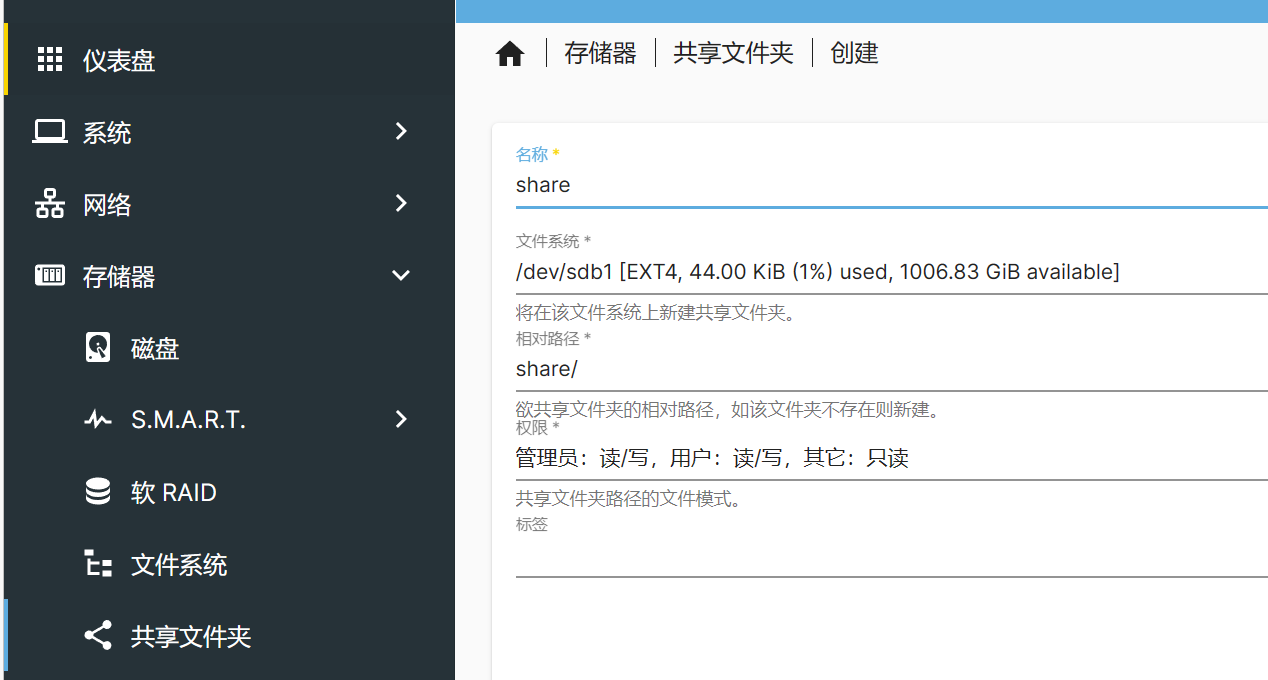 仪表盘
系统
网络
存储器
磁盘
S.M.A.R.T.
软 RAID
文件系统
共享文件夹
存储器 | 共享文件夹 | 创建
名称 *
share
文件系统 *
/dev/sdb1 [EXT4, 44.00 KiB (1%) used, 1006.83 GiB available]
将在该文件系统上新建共享文件夹。
相对路径 *
share/
欲共享文件夹的相对路径，如该文件夹不存在则新建。
权限 *
管理员：读/写，用户：读/写，其它：只读
共享文件夹路径的文件模式。
标签